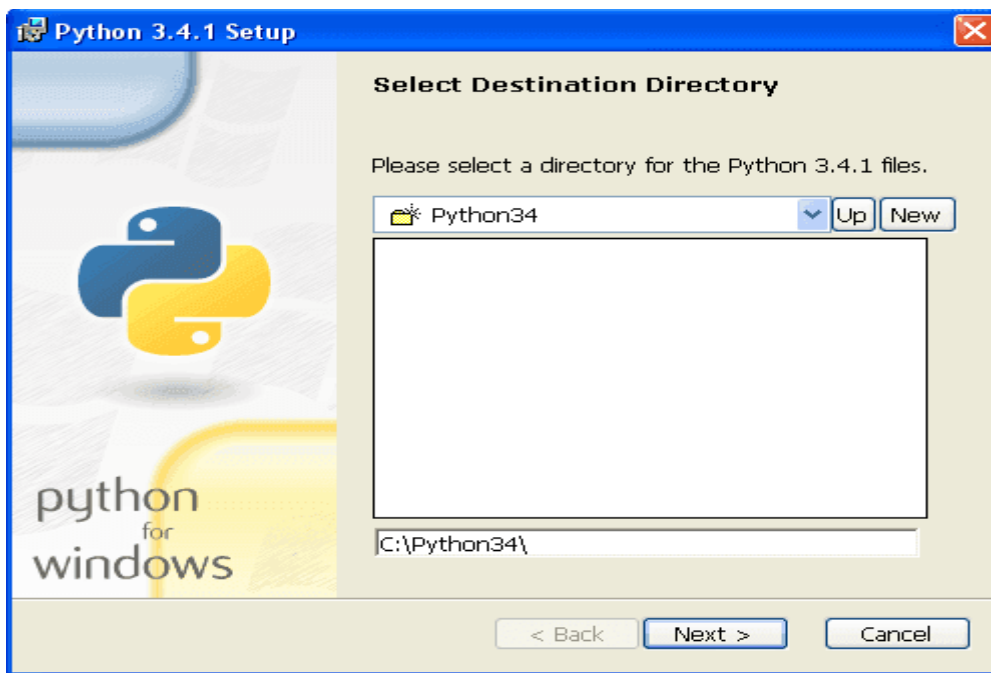 Python 3.4.1 Setup
Select Destination Directory
Please select a directory for the Python 3.4.1 files.
Python34
Up
New
C:\Python34\
python
for
windows
< Back
Next >
Cancel